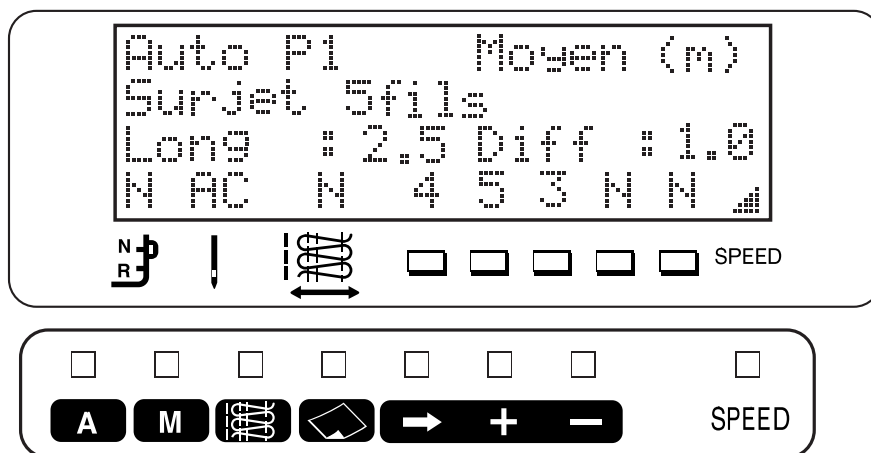 Auto P1 Moyen (m)
Surjet 5fils
Long : 2.5 Diff : 1.0
N AC N 4 5 3 N N
N
R
SPEED
A M + −
SPEED